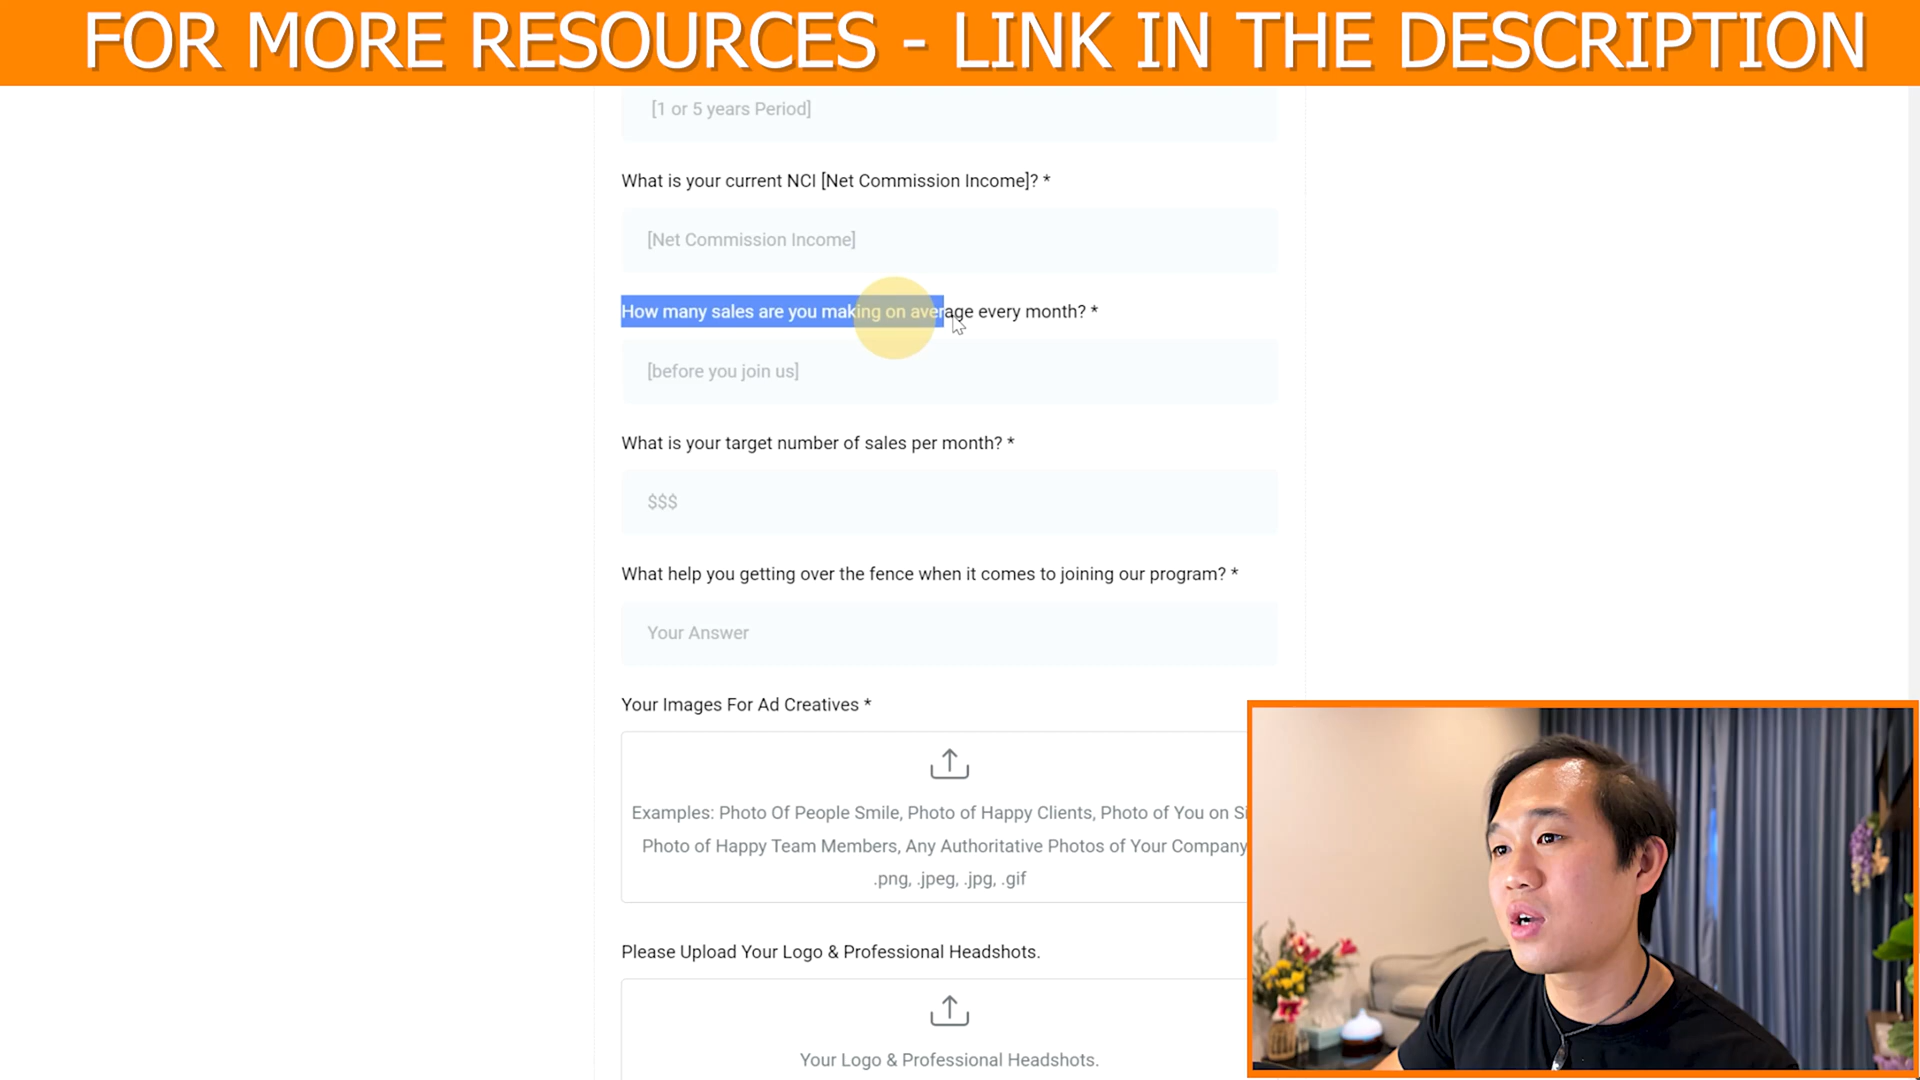 FOR MORE RESOURCES - LINK IN THE DESCRIPTION
[1 or 5 years Period]
What is your current NCI [Net Commission Income]? *
[Net Commission Income]
How many sales are you making on average every month? *
[before you join us]
What is your target number of sales per month? *
$$$
What help you getting over the fence when it comes to joining our program? *
Your Answer
Your Images For Ad Creatives *
Examples: Photo Of People Smile, Photo of Happy Clients, Photo of You on
Photo of Happy Team Members, Any Authoritative Photos of Your Company
.png, .jpeg, .jpg, .gif
Please Upload Your Logo & Professional Headshots.
Your Logo & Professional Headshots.